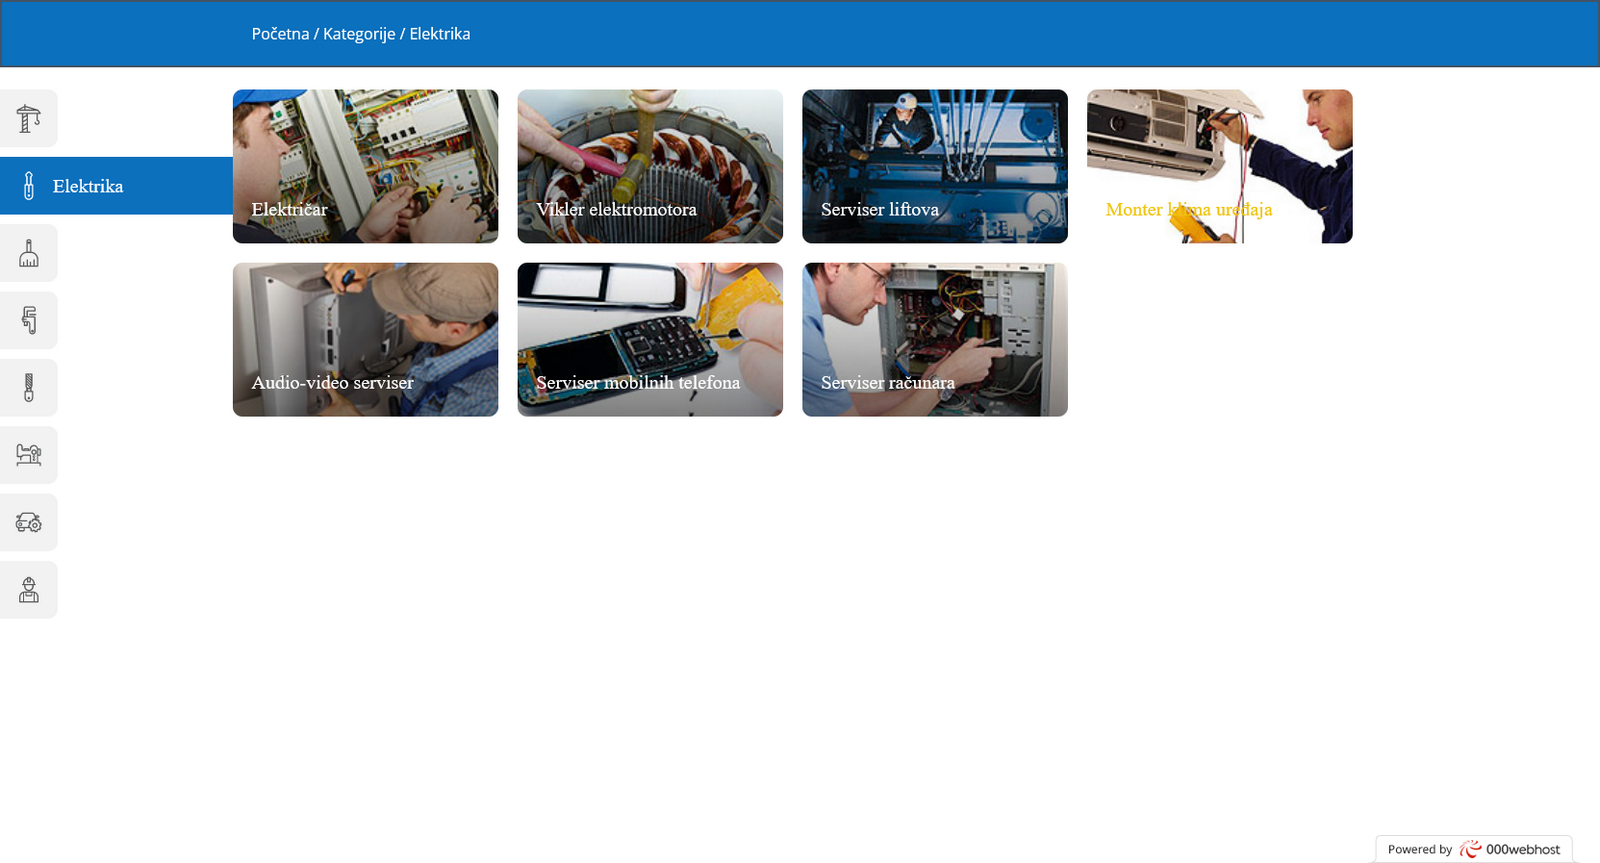 Početna / Kategorije / Elektrika
Elektrika
Električar
Vikler elektromotora
Serviser liftova
Monter klima uređaja
Audio-video serviser
Serviser mobilnih telefona
Serviser računara
Powered by 000webhost